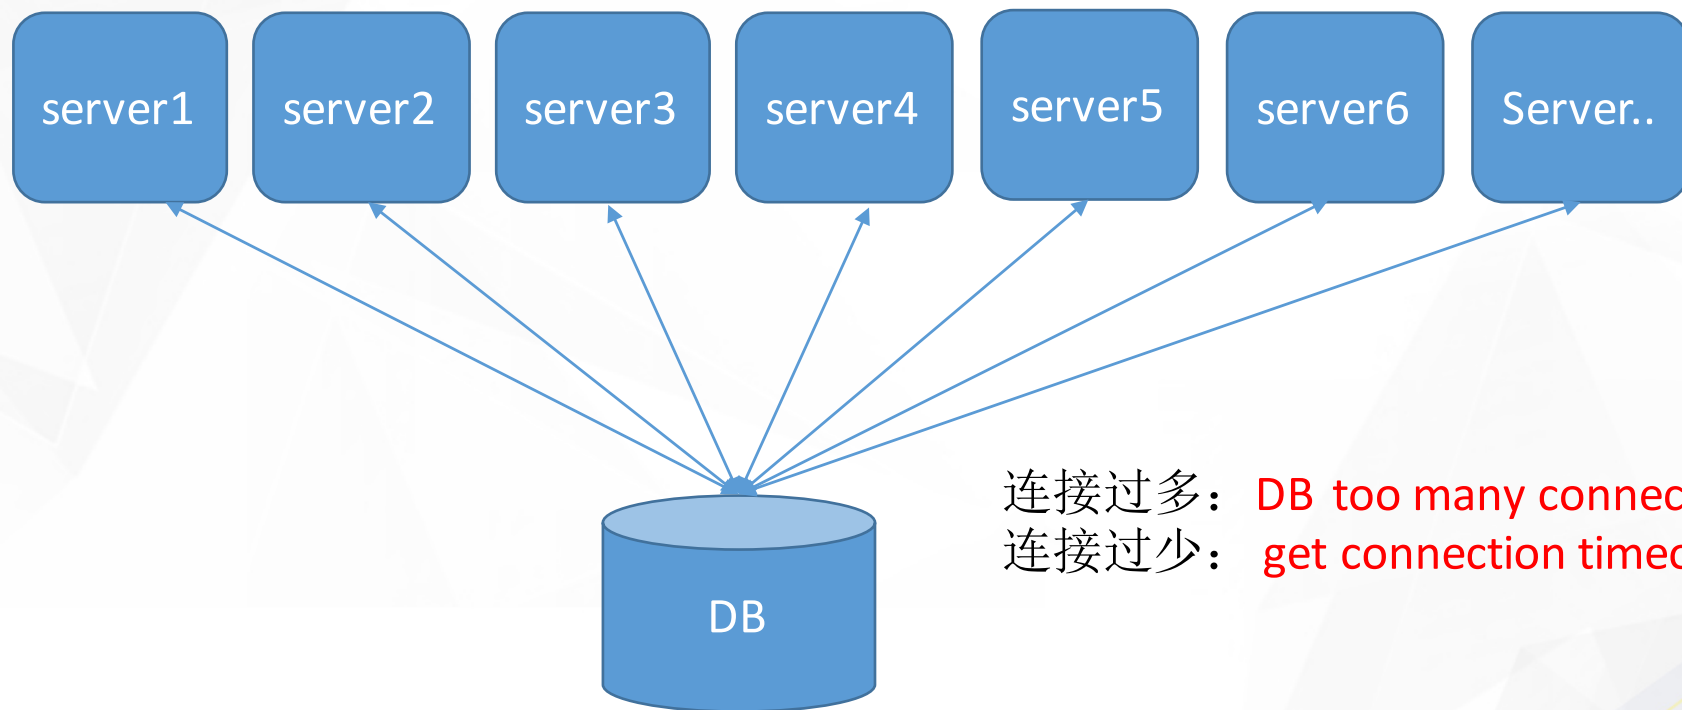 server1
server2
server3
server4
server5
server6
Server..
连接过多：DB too many connec
连接过少：get connection timeo
DB